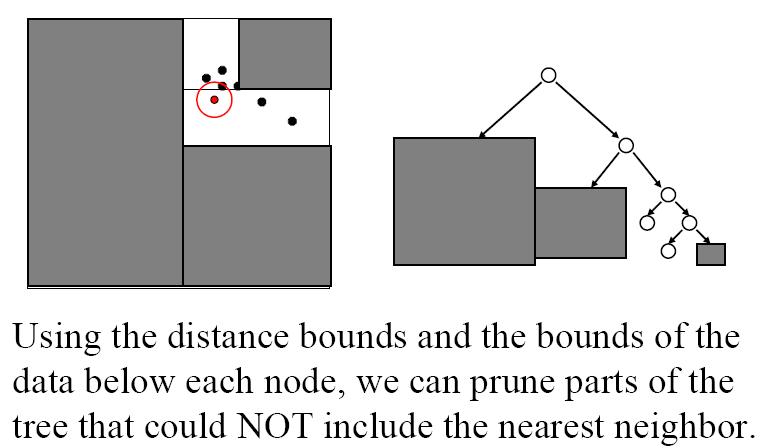 Using the distance bounds and the bounds of the
data below each node, we can prune parts of the
tree that could NOT include the nearest neighbor.